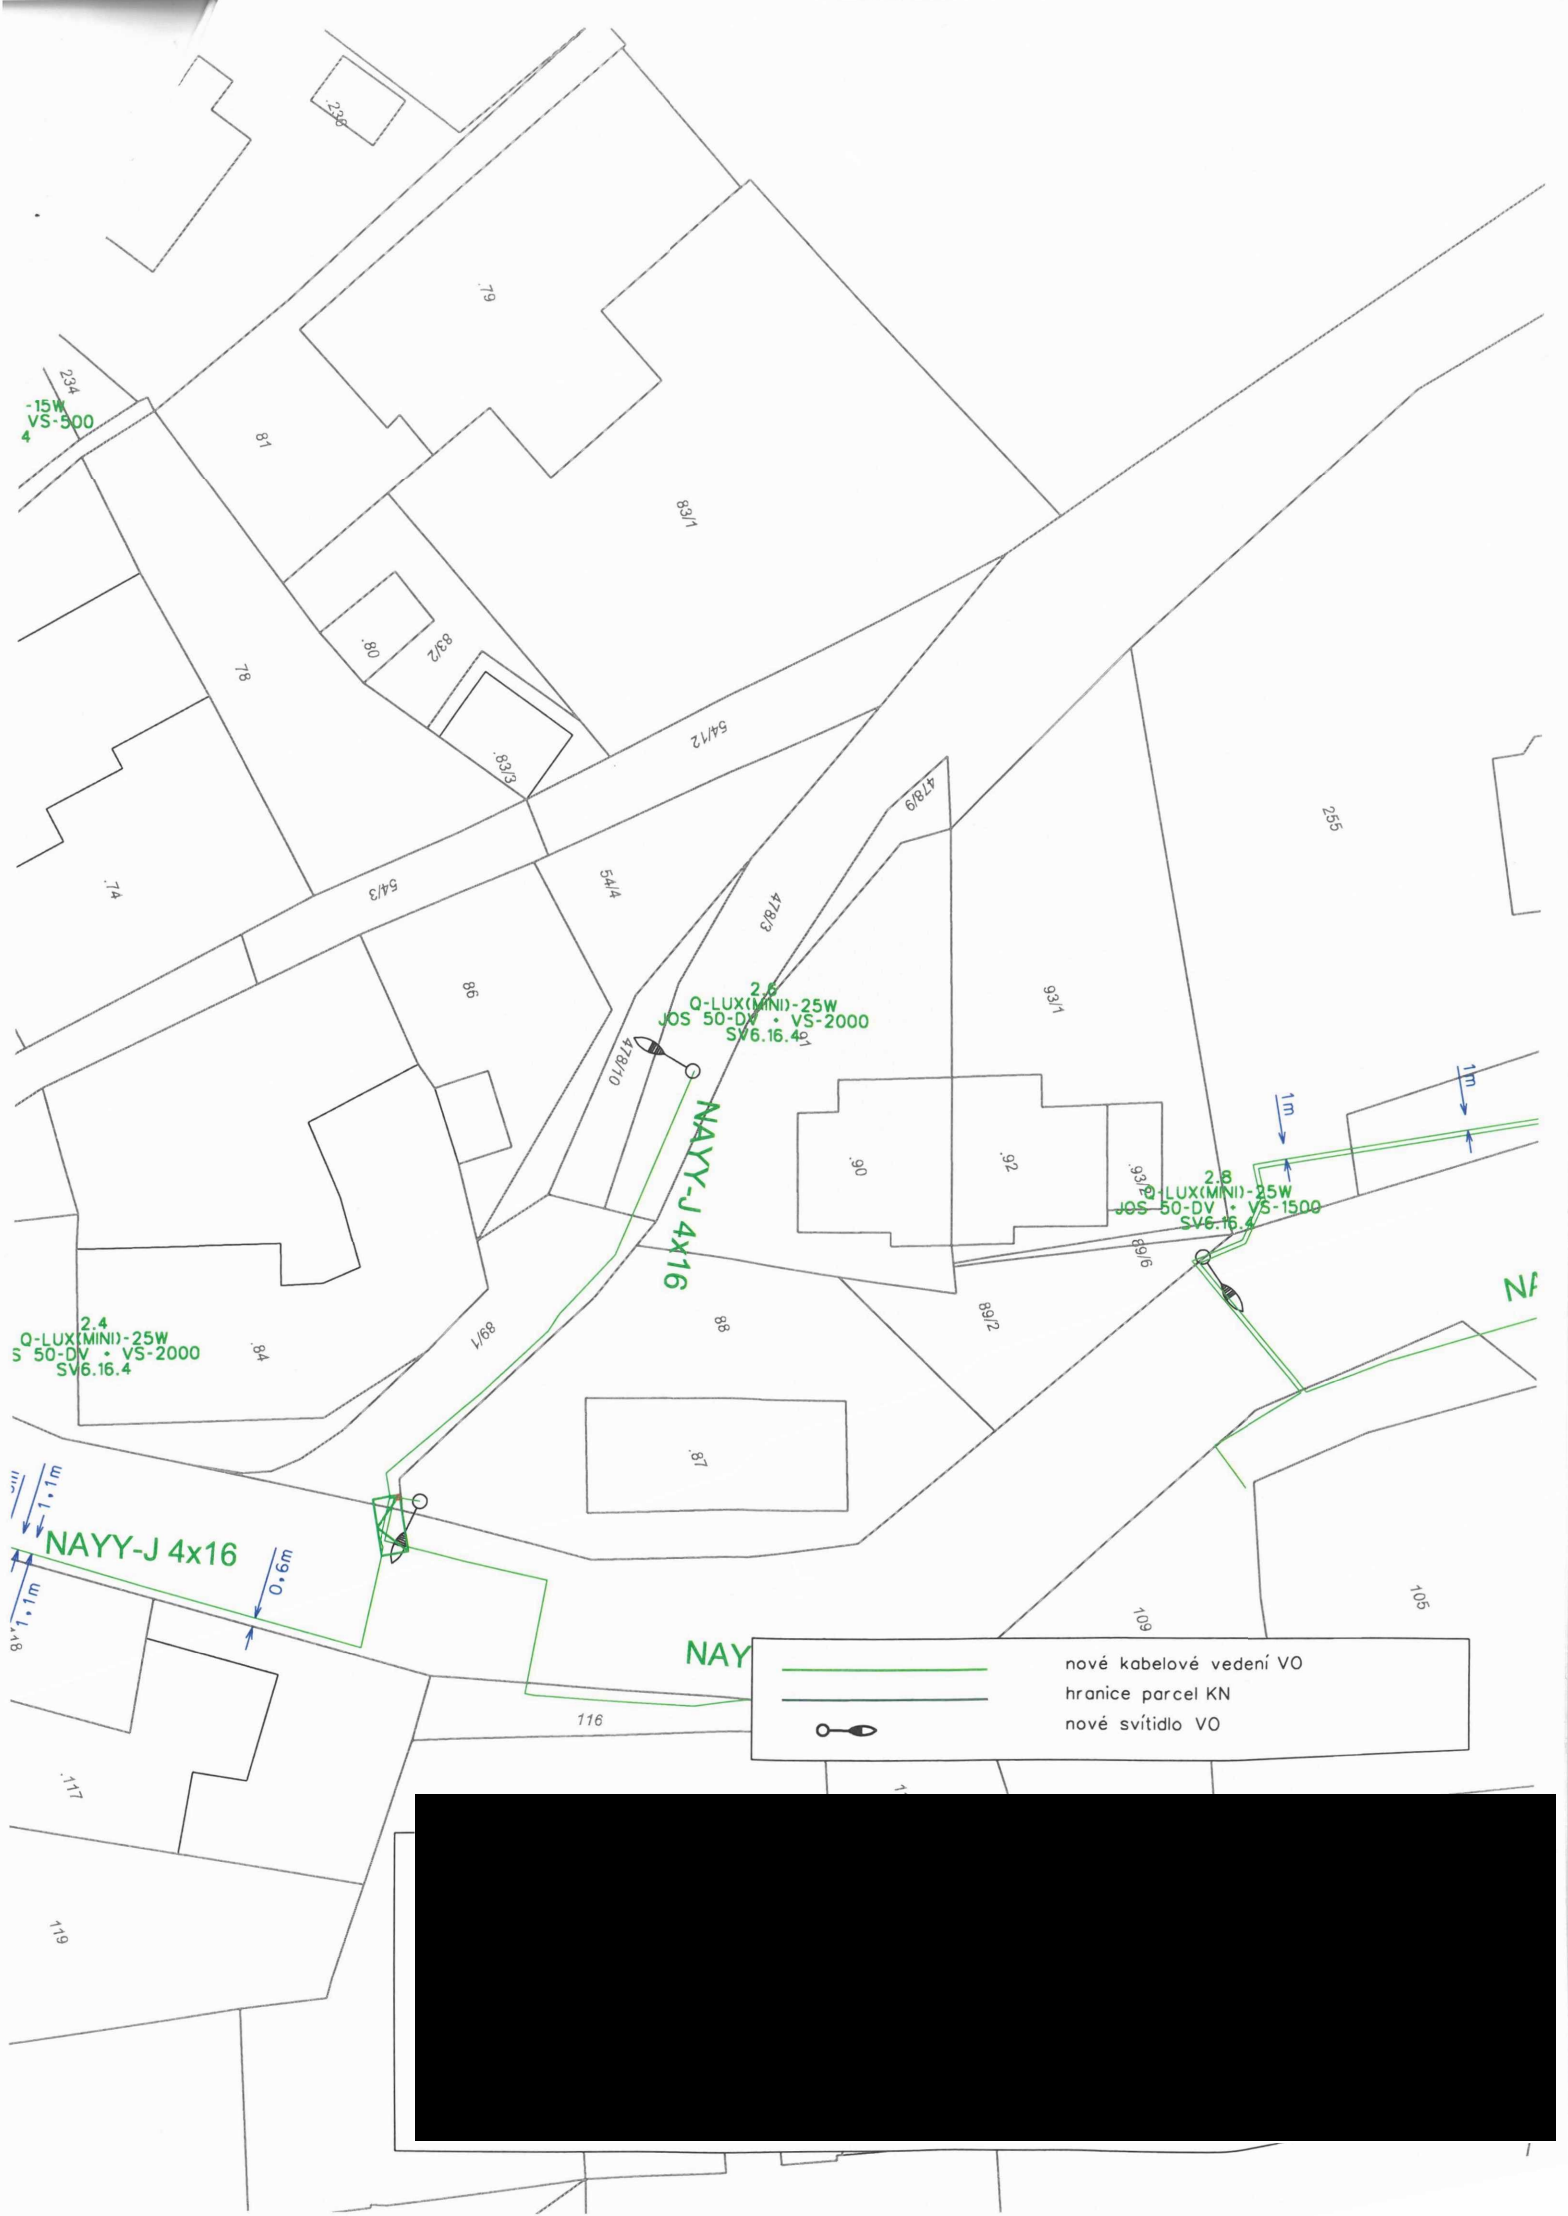 .236
.79
234
-15W
VS-500
4
81
83/1
.80
83/2
78
.83/3
54/12
478/9
255
.74
54/3
54/4
478/3
86
2.6
Q-LUX(MINI)-25W
JOS 50-DV • VS-2000
SV6.16.4
91
93/1
478/10
NAYY-J 4x16
1m
1m
.90
.92
.93/2
2.8
Q-LUX(MINI)-25W
JOS 50-DV • VS-1500
SV6.16.4
89/6
2.4
Q-LUX(MINI)-25W
S 50-DV • VS-2000
SV6.16.4
.84
89/1
88
89/2
NA
.87
1.1m
NAYY-J 4x16
0.6m
1.1m
109
105
NAY
nové kabelové vedení VO
hranice parcel KN
nové svítidlo VO
116
.117
119